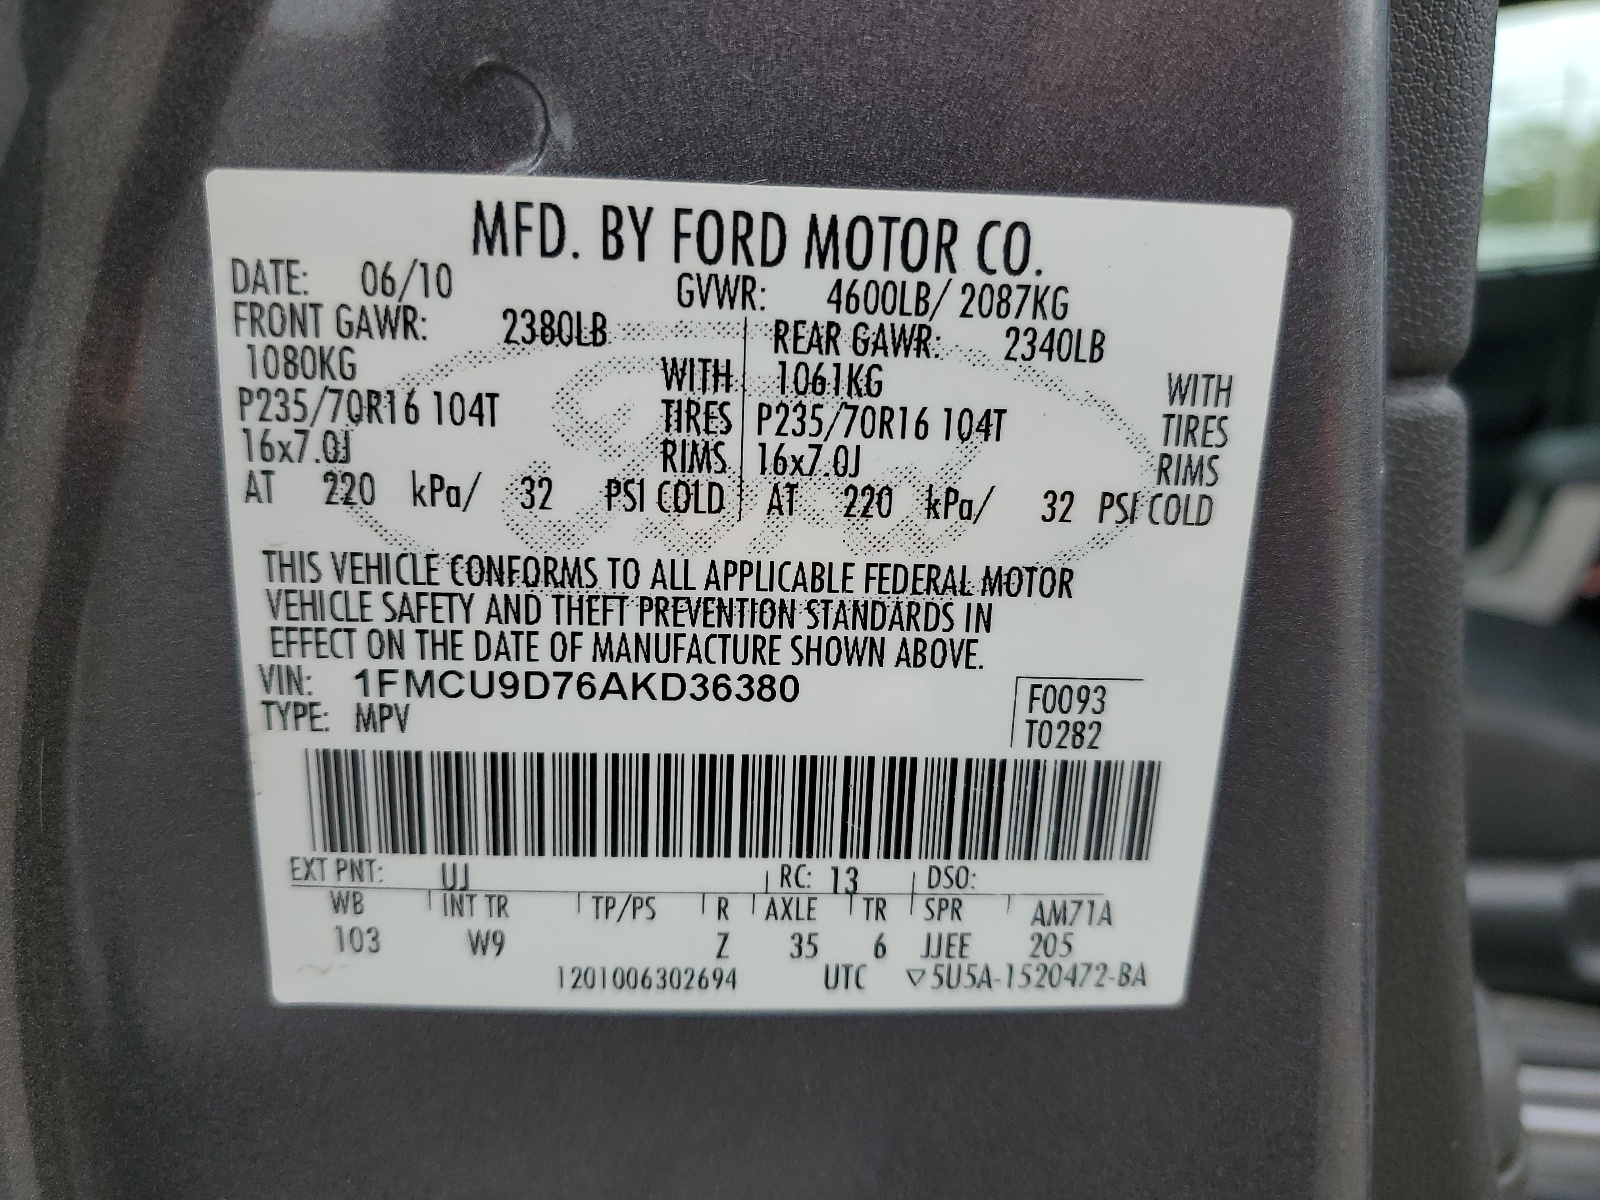 MFD. BY FORD MOTOR CO.
DATE: 06/10 GVWR: 4600LB/ 2087KG
FRONT GAWR: 2380LB REAR GAWR: 2340LB
1080KG WITH 1061KG WITH
P235/70R16 104T TIRES P235/70R16 104T TIRES
16x7.0J RIMS 16x7.0J RIMS
AT 220 kPa/ 32 PSI COLD AT 220 kPa/ 32 PSI COLD
THIS VEHICLE CONFORMS TO ALL APPLICABLE FEDERAL MOTOR
VEHICLE SAFETY AND THEFT PREVENTION STANDARDS IN
EFFECT ON THE DATE OF MANUFACTURE SHOWN ABOVE.
VIN: 1FMCU9D76AKD36380 F0093
TYPE: MPV T0282
EXT PNT: UJ RC: 13 DSO:
WB INT TR TP/PS R AXLE TR SPR AM71A
103 W9 Z 35 6 JJEE 205
1201006302694 UTC ▽5U5A-1520472-BA
Ford